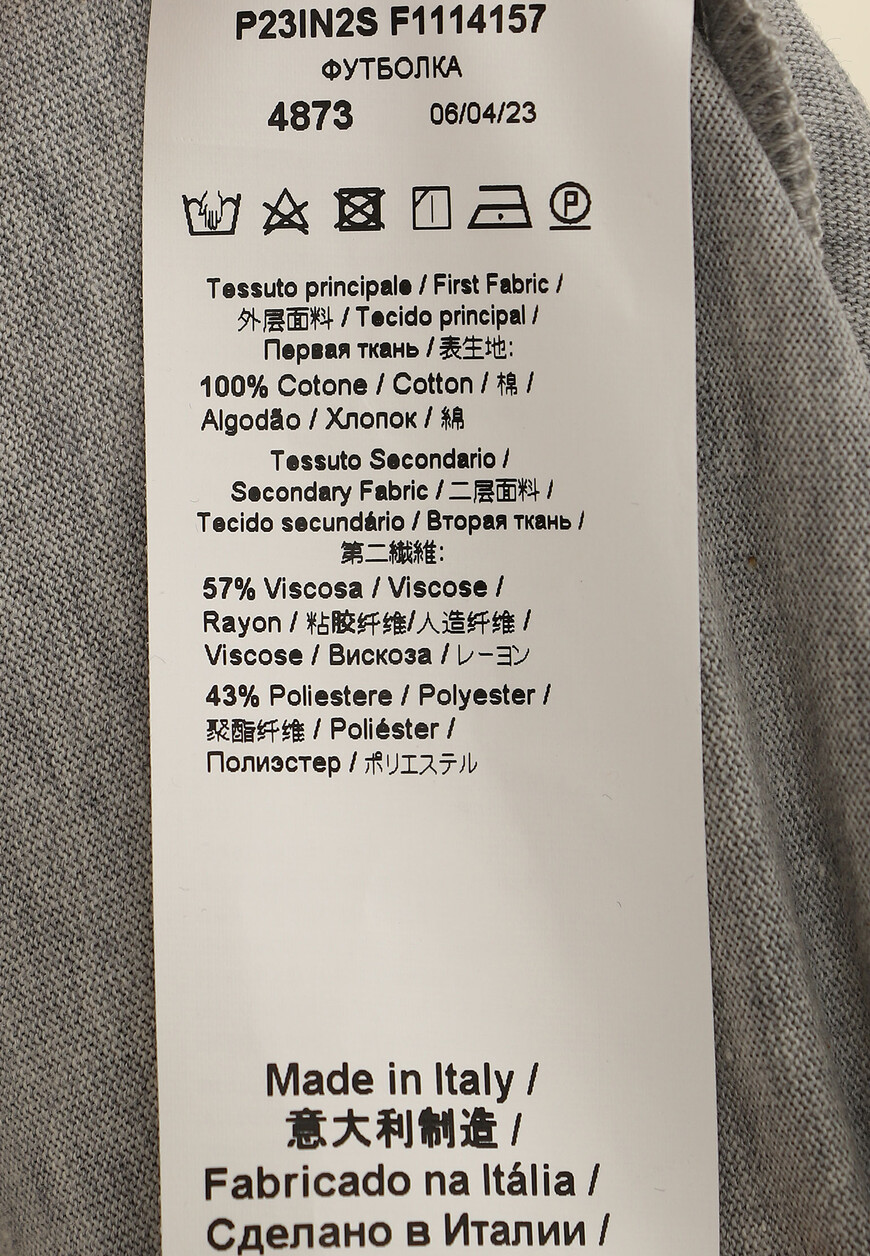 P23IN2S F1114157
ФУТБОЛКА
4873 06/04/23
P
Tessuto principale / First Fabric /
外层面料 / Tecido principal /
Первая ткань / 表生地:
100% Cotone / Cotton / 棉 /
Algodão / Хлопок / 綿
Tessuto Secondario /
Secondary Fabric / 二层面料 /
Tecido secundário / Вторая ткань /
第二繊維:
57% Viscosa / Viscose /
Rayon / 粘胶纤维/人造纤维 /
Viscose / Вискоза / レーヨン
43% Poliestere / Polyester /
聚酯纤维 / Poliéster /
Полиэстер / ポリエステル
Made in Italy /
意大利制造 /
Fabricado na Itália /
Сделано в Италии /